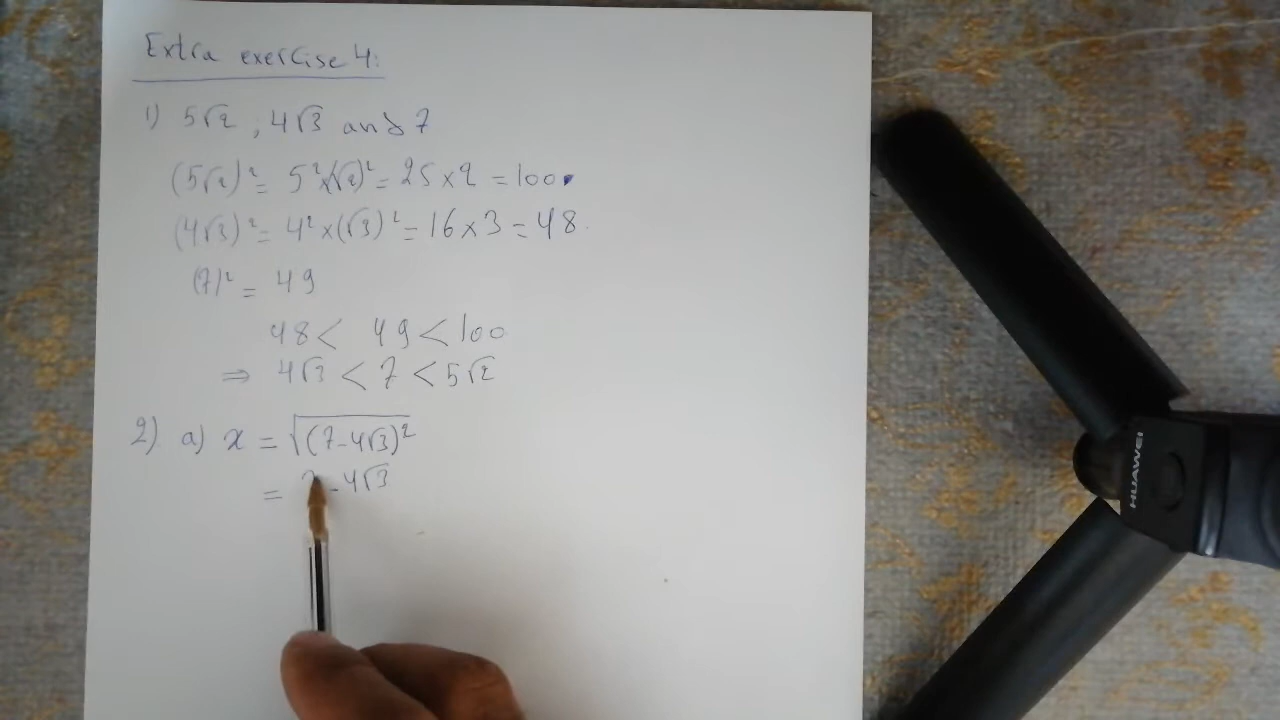 Extra exercise 4:
1) 5√2 , 4√3 and 7
(5√2)² = 5²×(√2)² = 25×2 = 100.
(4√3)² = 4²×(√3)² = 16×3 = 48.
(7)² = 49
48 < 49 < 100
⇒ 4√3 < 7 < 5√2
2) a) x = √(7-4√3)²
= 7-4√3
HUAWEI